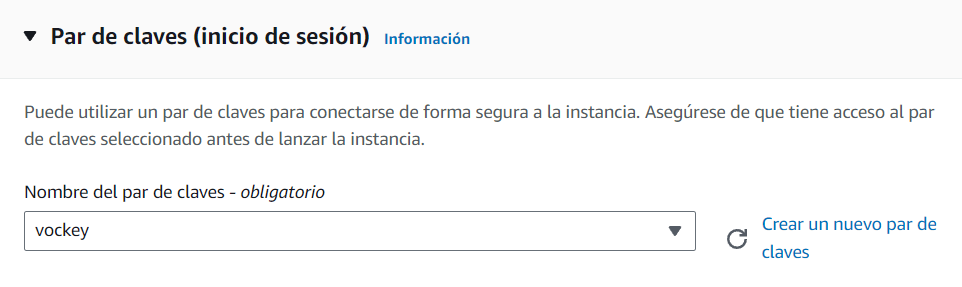 Par de claves (inicio de sesión) Información
Puede utilizar un par de claves para conectarse de forma segura a la instancia. Asegúrese de que tiene acceso al par
de claves seleccionado antes de lanzar la instancia.
Nombre del par de claves - obligatorio
vockey
Crear un nuevo par de
claves